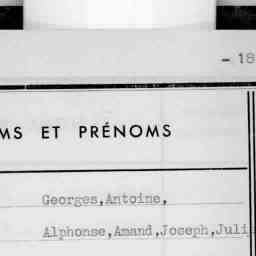 - 18
MS ET PRÉNOMS
Georges,Antoine,
Alphonse,Amand,Joseph,Juli